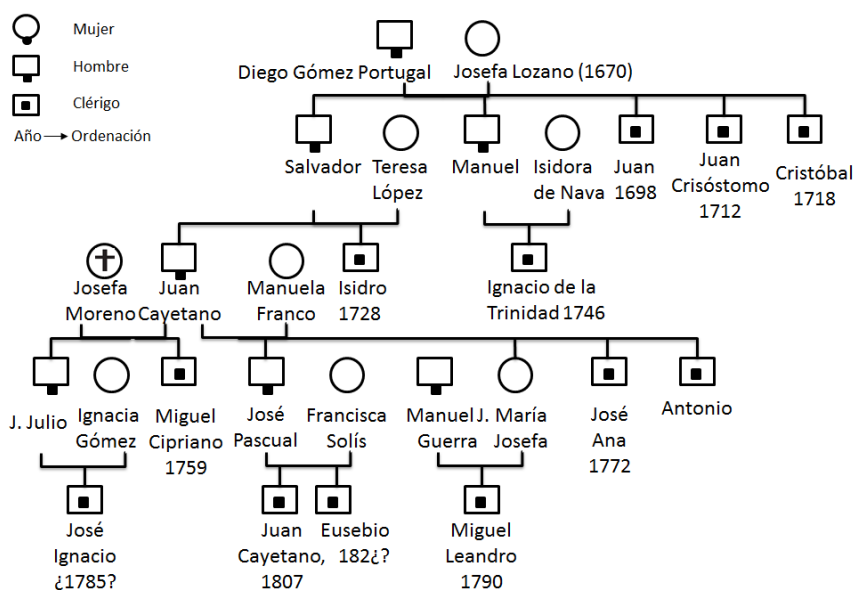 Mujer
Hombre
Clérigo
Año → Ordenación
Diego Gómez Portugal
Josefa Lozano (1670)
Salvador
Teresa
López
Manuel
Isidora
de Nava
Juan
1698
Juan
Crisóstomo
1712
Cristóbal
1718
Josefa
Moreno
Juan
Cayetano
Manuela
Franco
Isidro
1728
Ignacio de la
Trinidad 1746
J. Julio
Ignacia
Gómez
Miguel
Cipriano
1759
José
Pascual
Francisca
Solís
Manuel
Guerra
J. María
Josefa
José
Ana
1772
Antonio
José
Ignacio
¿1785?
Juan
Cayetano,
1807
Eusebio
182¿?
Miguel
Leandro
1790